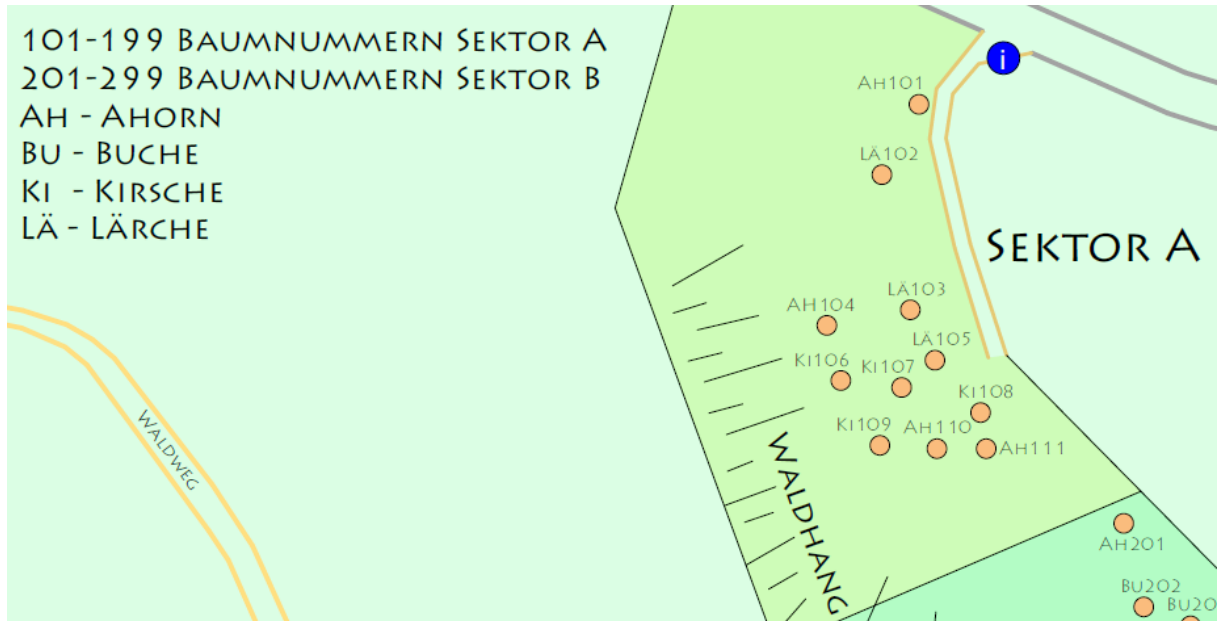 101-199 Baumnummern Sektor A
201-299 Baumnummern Sektor B
Ah - Ahorn
Bu - Buche
Ki - Kirsche
Lä - Lärche
i
Ah101
Lä102
Sektor A
Lä103
AH104
Lä105
Ki106
Ki107
Ki108
Ki109
Ah110
Ah111
Waldweg
Waldhang
Ah201
Bu202